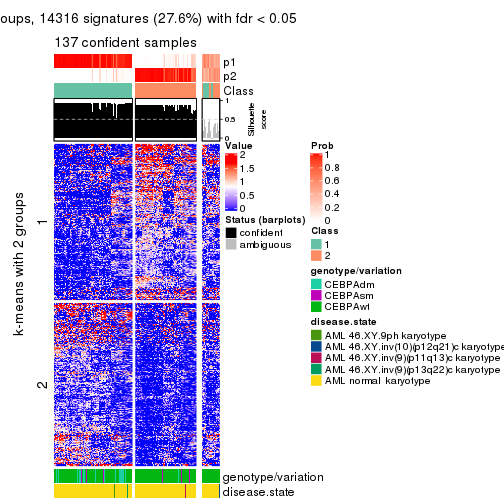 oups, 14316 signatures (27.6%) with fdr < 0.05
137 confident samples
p1
p2
Class
1
0.5
0
Silhouette
score
k-means with 2 groups
1
2
Value
2
1.5
1
0.5
0
Status (barplots)
confident
ambiguous
Prob
1
0.8
0.6
0.4
0.2
0
Class
1
2
genotype/variation
CEBPAdm
CEBPAsm
CEBPAwt
disease.state
AML 46.XY.9ph karyotype
AML 46.XY.inv(10)(p12q21)c karyotype
AML 46.XY.inv(9)(p11q13)c karyotype
AML 46.XY.inv(9)(p13q22)c karyotype
AML normal karyotype
genotype/variation
disease.state